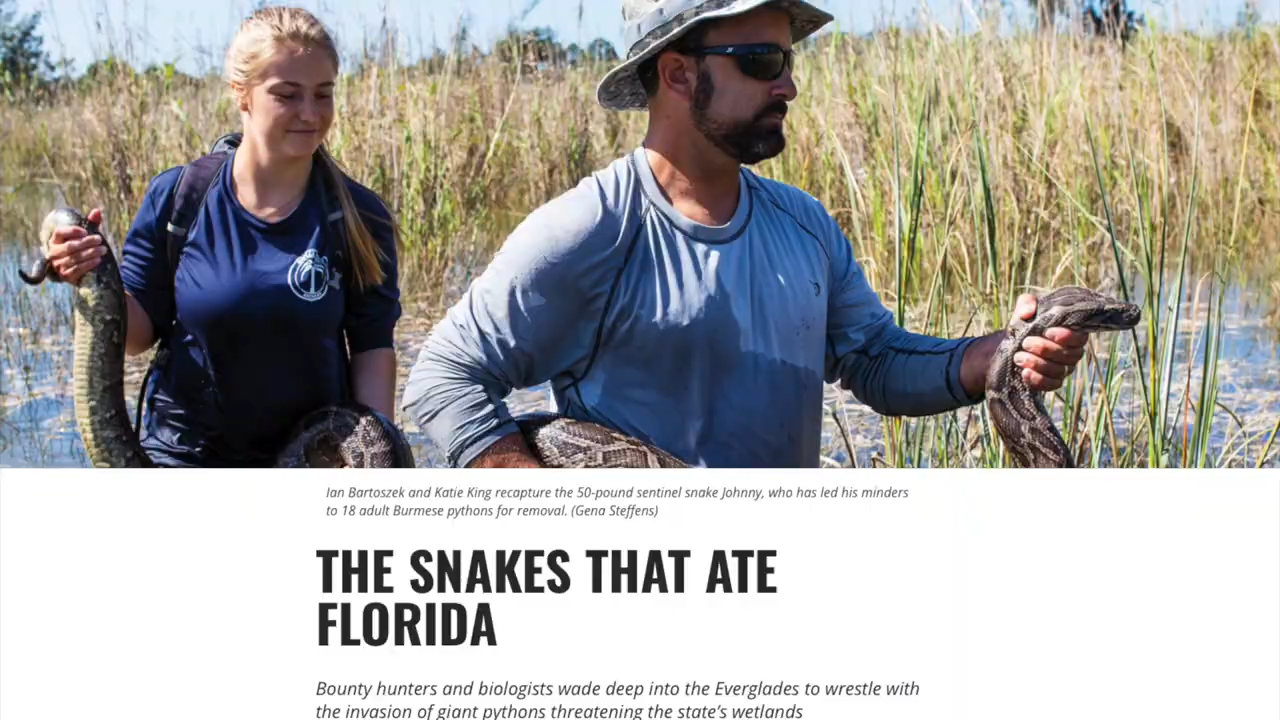 Ian Bartoszek and Katie King recapture the 50-pound sentinel snake Johnny, who has led his minders
to 18 adult Burmese pythons for removal. (Gena Steffens)
THE SNAKES THAT ATE
FLORIDA
Bounty hunters and biologists wade deep into the Everglades to wrestle with
the invasion of giant pythons threatening the state’s wetlands